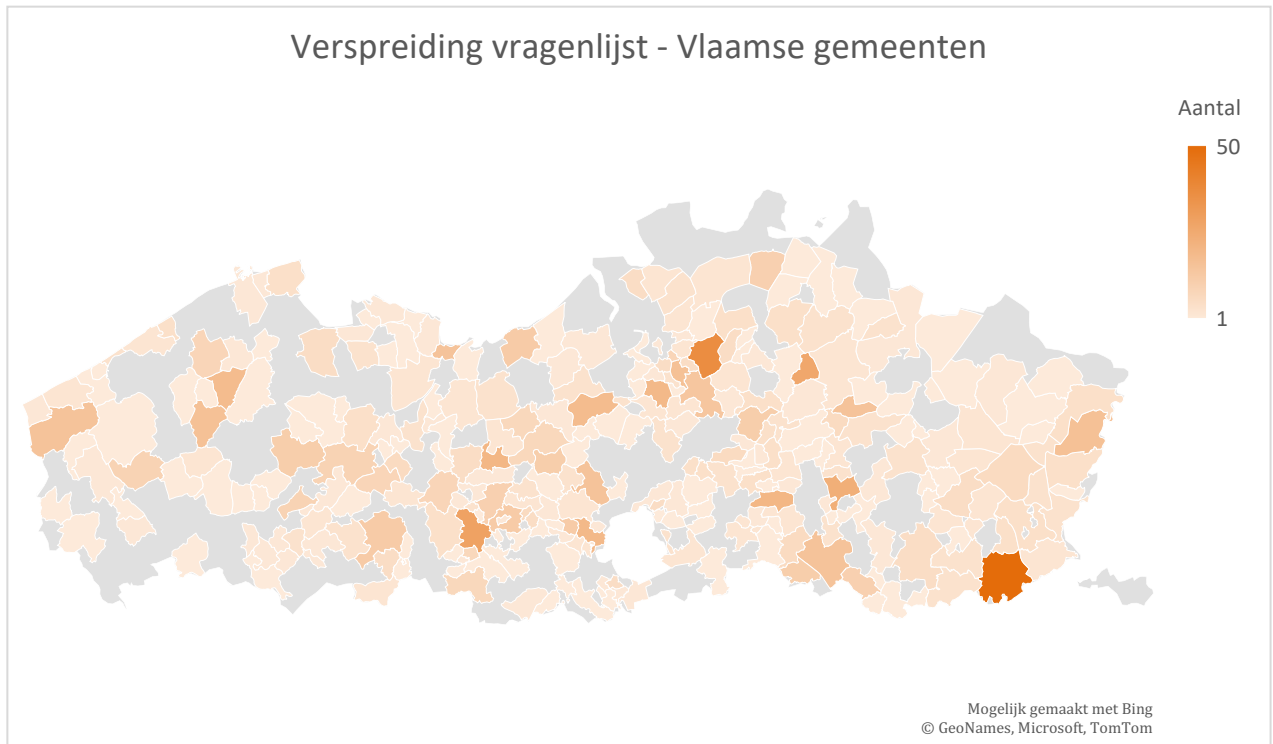 Verspreiding vragenlijst - Vlaamse gemeenten
Aantal
50
1
Mogelijk gemaakt met Bing
© GeoNames, Microsoft, TomTom